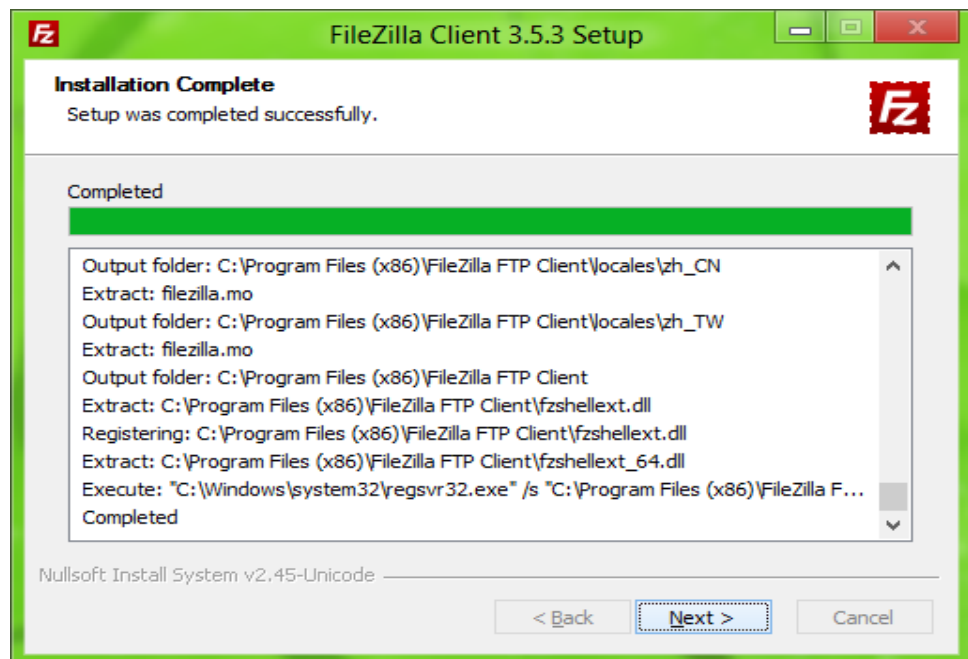 Fz
FileZilla Client 3.5.3 Setup
Installation Complete
Setup was completed successfully.
Fz
Completed
Output folder: C:\Program Files (x86)\FileZilla FTP Client\locales\zh_CN
Extract: filezilla.mo
Output folder: C:\Program Files (x86)\FileZilla FTP Client\locales\zh_TW
Extract: filezilla.mo
Output folder: C:\Program Files (x86)\FileZilla FTP Client
Extract: C:\Program Files (x86)\FileZilla FTP Client\fzshellext.dll
Registering: C:\Program Files (x86)\FileZilla FTP Client\fzshellext.dll
Extract: C:\Program Files (x86)\FileZilla FTP Client\fzshellext_64.dll
Execute: "C:\Windows\system32\regsvr32.exe" /s "C:\Program Files (x86)\FileZilla F...
Completed
Nullsoft Install System v2.45-Unicode
< Back Next > Cancel